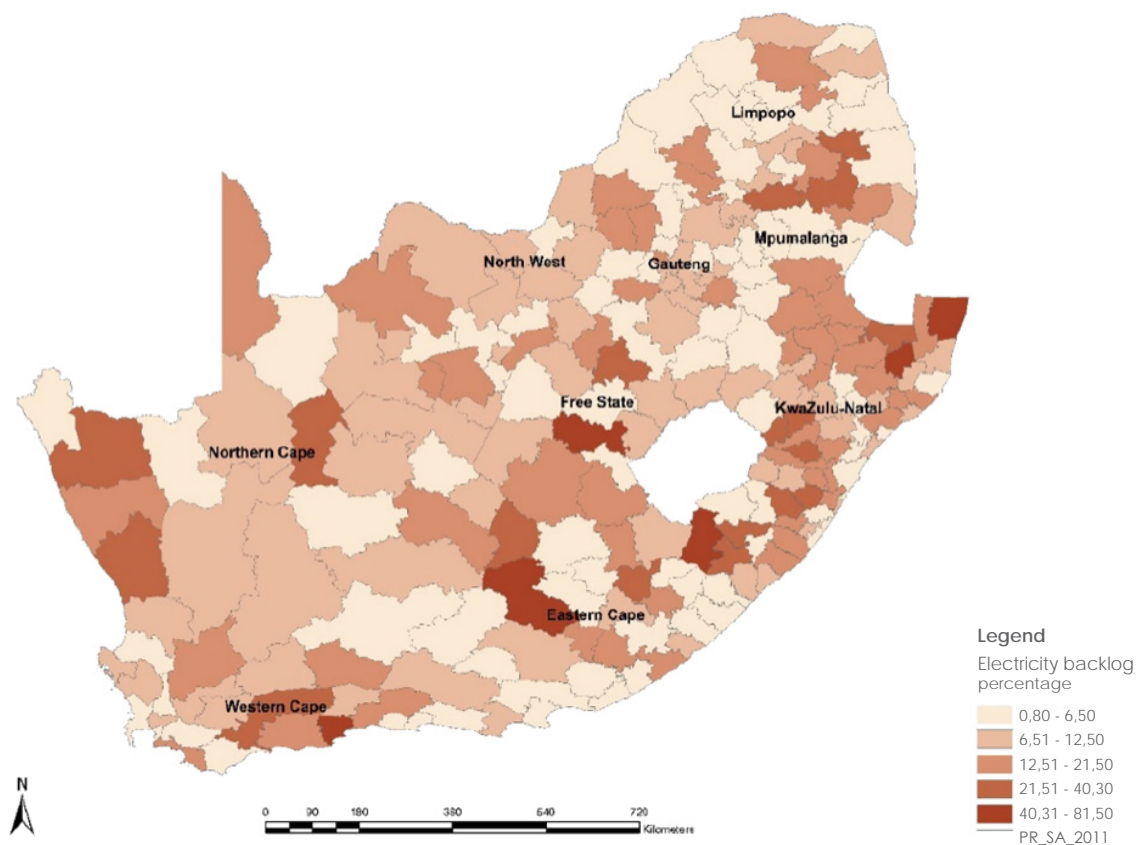 Limpopo
Mpumalanga
North West
Gauteng
Free State
KwaZulu-Natal
Northern Cape
Eastern Cape
Western Cape
Legend
Electricity backlog
percentage
0,80 - 6,50
6,51 - 12,50
12,51 - 21,50
21,51 - 40,30
40,31 - 81,50
PR_SA_2011
N
0 90 180 380 540 720
Kilometers